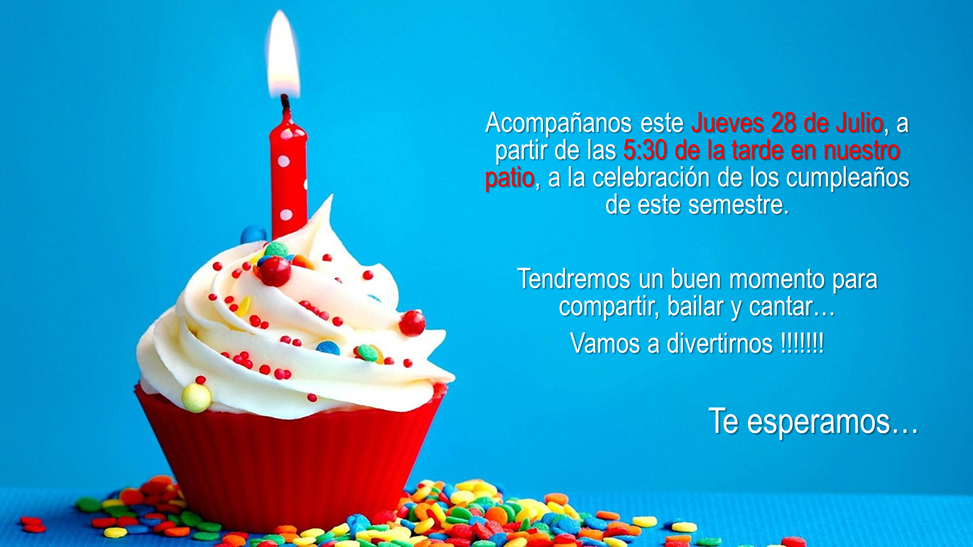 Acompañanos este Jueves 28 de Julio, a
partir de las 5:30 de la tarde en nuestro
patio, a la celebración de los cumpleaños
de este semestre.
Tendremos un buen momento para
compartir, bailar y cantar…
Vamos a divertirnos !!!!!!!
Te esperamos…